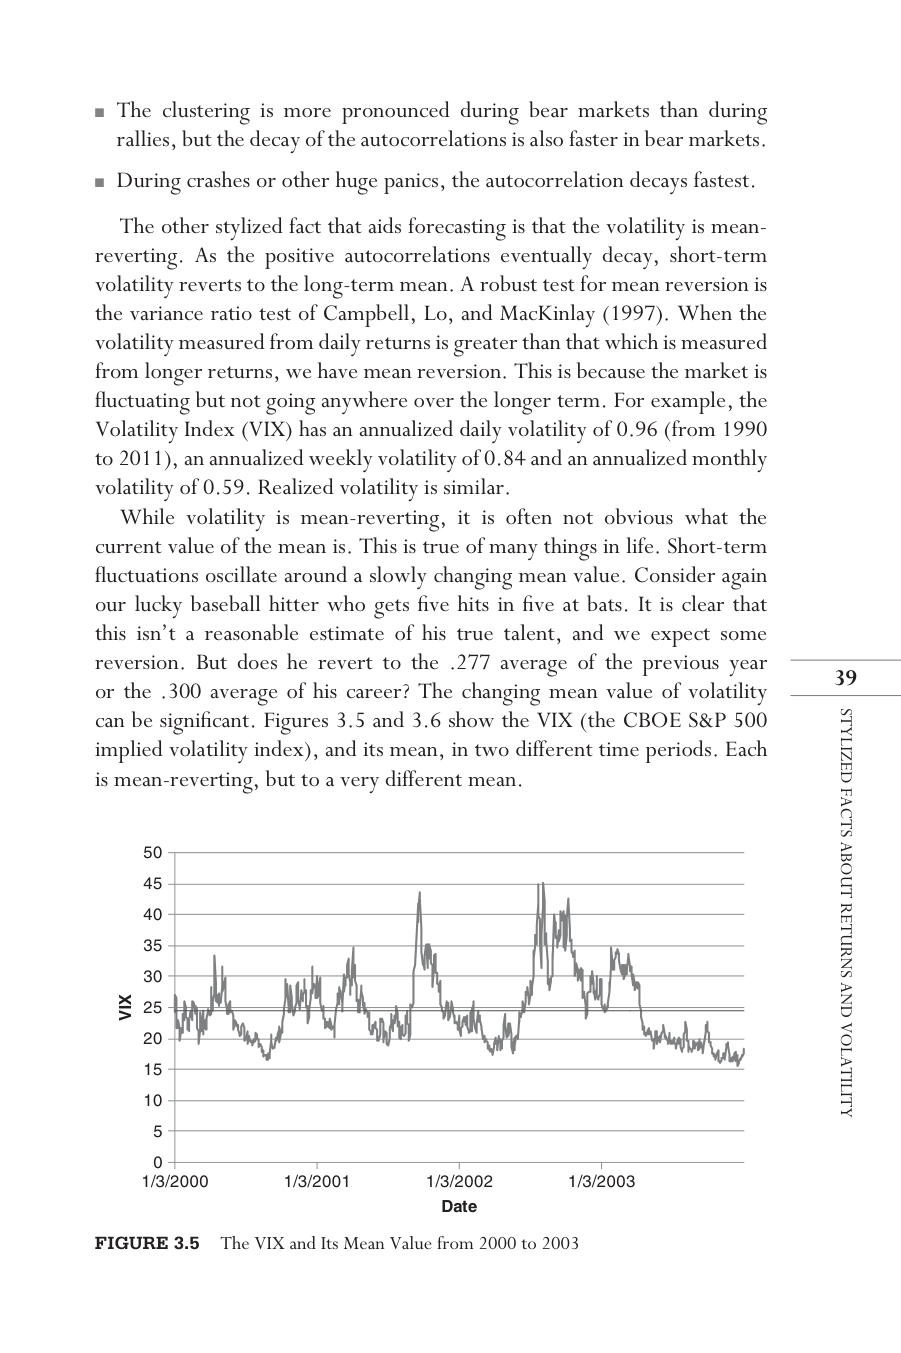 ■ The clustering is more pronounced during bear markets than during
rallies, but the decay of the autocorrelations is also faster in bear markets.
■ During crashes or other huge panics, the autocorrelation decays fastest.
The other stylized fact that aids forecasting is that the volatility is mean-
reverting. As the positive autocorrelations eventually decay, short-term
volatility reverts to the long-term mean. A robust test for mean reversion is
the variance ratio test of Campbell, Lo, and MacKinlay (1997). When the
volatility measured from daily returns is greater than that which is measured
from longer returns, we have mean reversion. This is because the market is
fluctuating but not going anywhere over the longer term. For example, the
Volatility Index (VIX) has an annualized daily volatility of 0.96 (from 1990
to 2011), an annualized weekly volatility of 0.84 and an annualized monthly
volatility of 0.59. Realized volatility is similar.
While volatility is mean-reverting, it is often not obvious what the
current value of the mean is. This is true of many things in life. Short-term
fluctuations oscillate around a slowly changing mean value. Consider again
our lucky baseball hitter who gets five hits in five at bats. It is clear that
this isn’t a reasonable estimate of his true talent, and we expect some
reversion. But does he revert to the .277 average of the previous year
or the .300 average of his career? The changing mean value of volatility
can be significant. Figures 3.5 and 3.6 show the VIX (the CBOE S&P 500
implied volatility index), and its mean, in two different time periods. Each
is mean-reverting, but to a very different mean.
39
STYLIZED FACTS ABOUT RETURNS AND VOLATILITY
50
45
40
35
30
25
20
15
10
5
0
VIX
1/3/2000 1/3/2001 1/3/2002 1/3/2003
Date
FIGURE 3.5 The VIX and Its Mean Value from 2000 to 2003